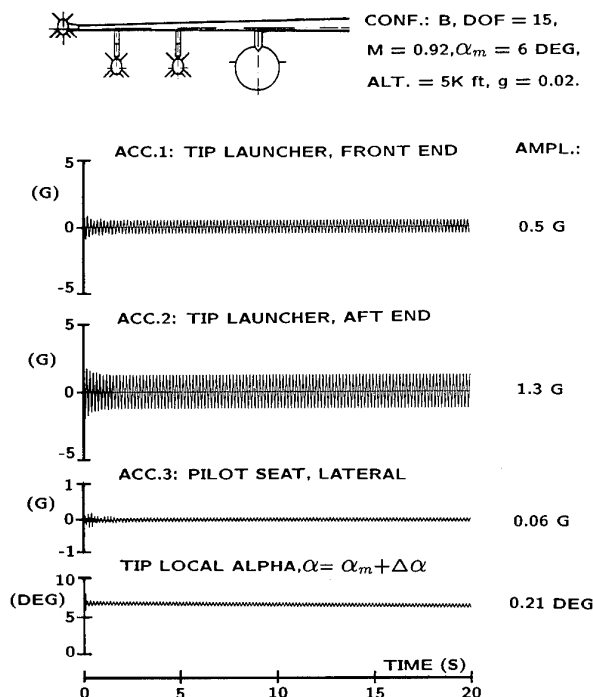 CONF.: B, DOF = 15,
M = 0.92, αm = 6 DEG,
ALT. = 5K ft, g = 0.02.
ACC.1: TIP LAUNCHER, FRONT END
AMPL.:
5
(G)
0
-5
0.5 G
ACC.2: TIP LAUNCHER, AFT END
5
(G)
0
-5
1.3 G
ACC.3: PILOT SEAT, LATERAL
1
(G)
0
-1
0.06 G
TIP LOCAL ALPHA, α= αm+Δα
10
(DEG)
5
0
0.21 DEG
TIME (S)
0 5 10 15 20